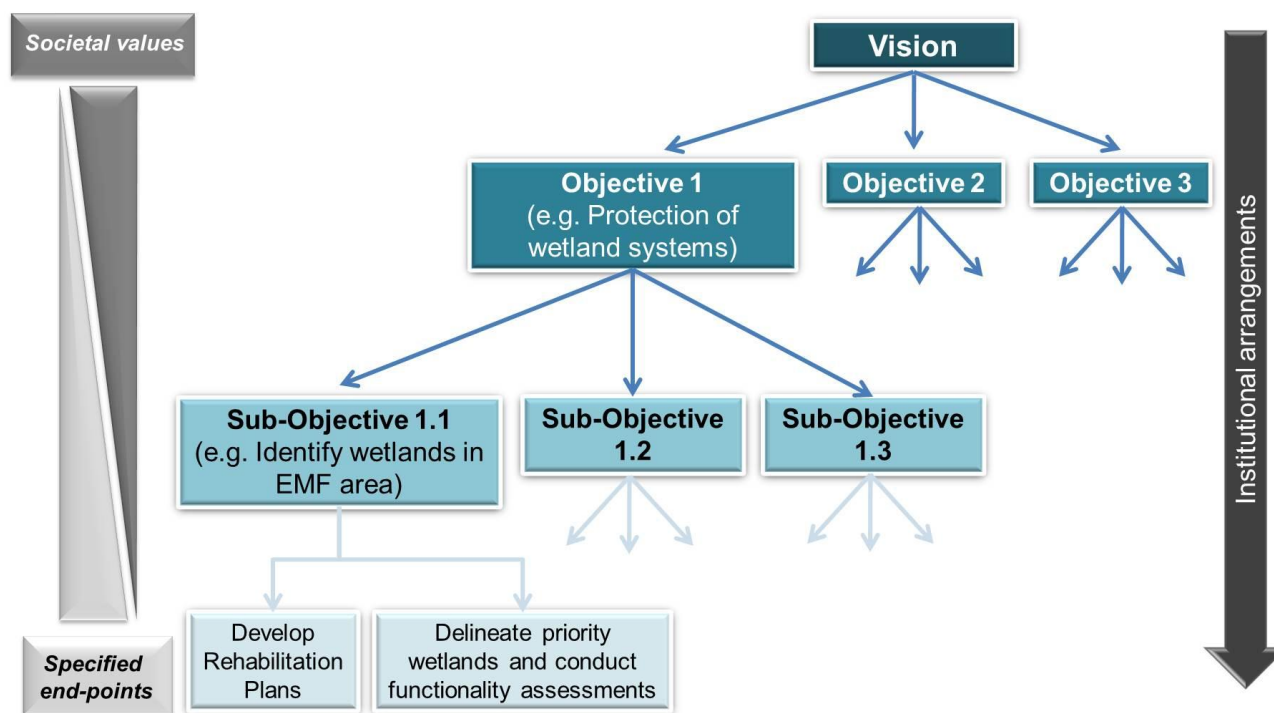 Societal values
Vision
Objective 1
(e.g. Protection of
wetland systems)
Objective 2
Objective 3
Institutional arrangements
Sub-Objective 1.1
(e.g. Identify wetlands in
EMF area)
Sub-Objective
1.2
Sub-Objective
1.3
Develop
Rehabilitation
Plans
Delineate priority
wetlands and conduct
functionality assessments
Specified
end-points